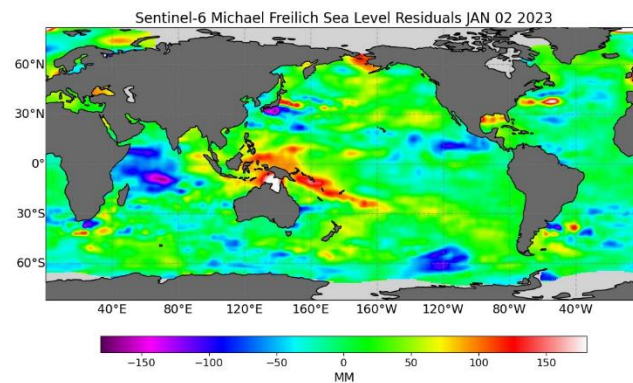 Sentinel-6 Michael Freilich Sea Level Residuals JAN 02 2023
60°N
30°N
0°
30°S
60°S
40°E 80°E 120°E 160°E 160°W 120°W 80°W 40°W
−150 −100 −50 0 50 100 150
MM